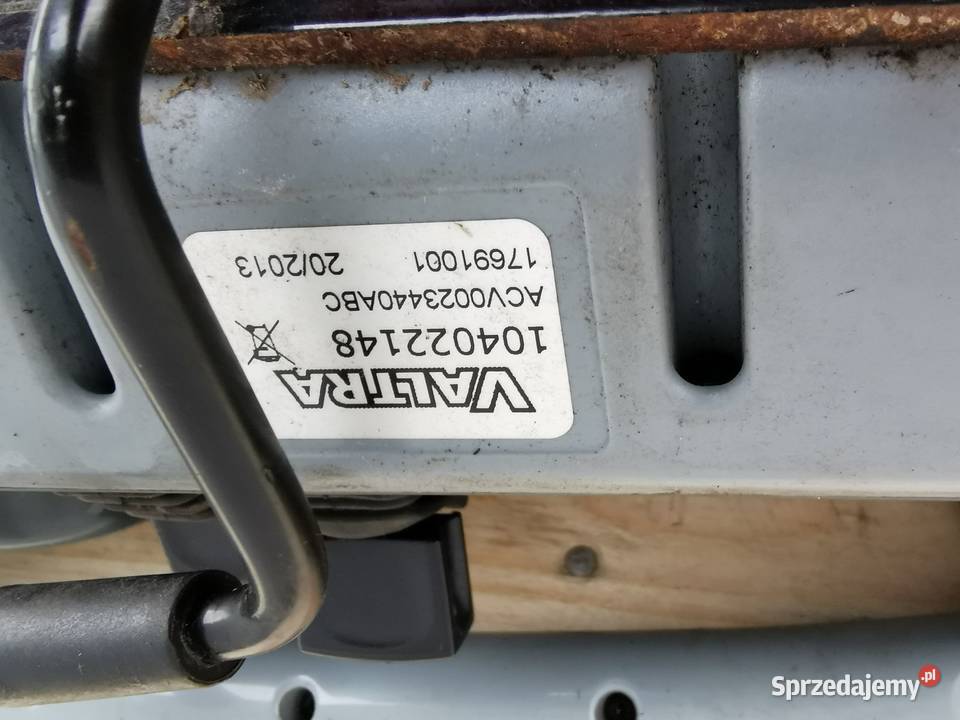 VALTRA
104022148
ACV0023440ABC
17691001 20/2013
Sprzedajemy.pl